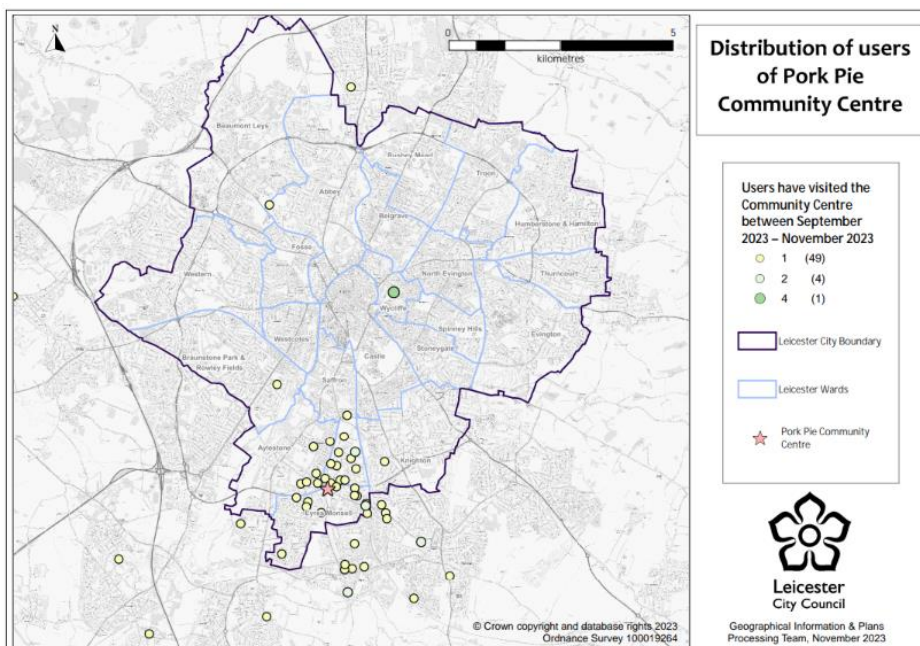 N
0
5
kilometres
Beaumont Leys
Rushey Mead
Troon
Abbey
Belgrave
Humberstone & Hamilton
Fosse
Western
North Evington
Thurncourt
Wycliffe
Spinney Hills
Evington
Westcotes
Stoneygate
Castle
Braunstone Park &
Rowley Fields
Saffron
Aylestone
Knighton
Eyres Monsell
© Crown copyright and database rights 2023
Ordnance Survey 100019264
Distribution of users
of Pork Pie
Community Centre
Users have visited the
Community Centre
between September
2023 – November 2023
1 (49)
2 (4)
4 (1)
Leicester City Boundary
Leicester Wards
Pork Pie Community
Centre
Leicester
City Council
Geographical Information & Plans
Processing Team, November 2023